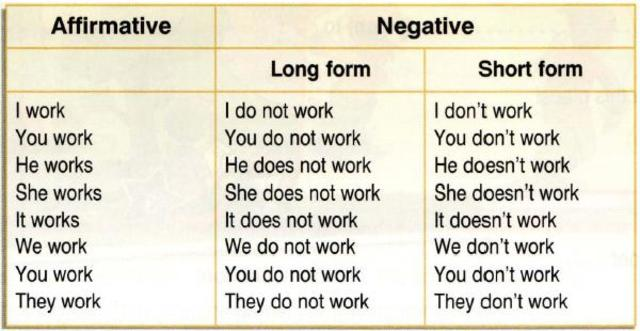 Affirmative Negative
Long form Short form
I work I do not work I don't work
You work You do not work You don't work
He works He does not work He doesn't work
She works She does not work She doesn't work
It works It does not work It doesn't work
We work We do not work We don't work
You work You do not work You don't work
They work They do not work They don't work